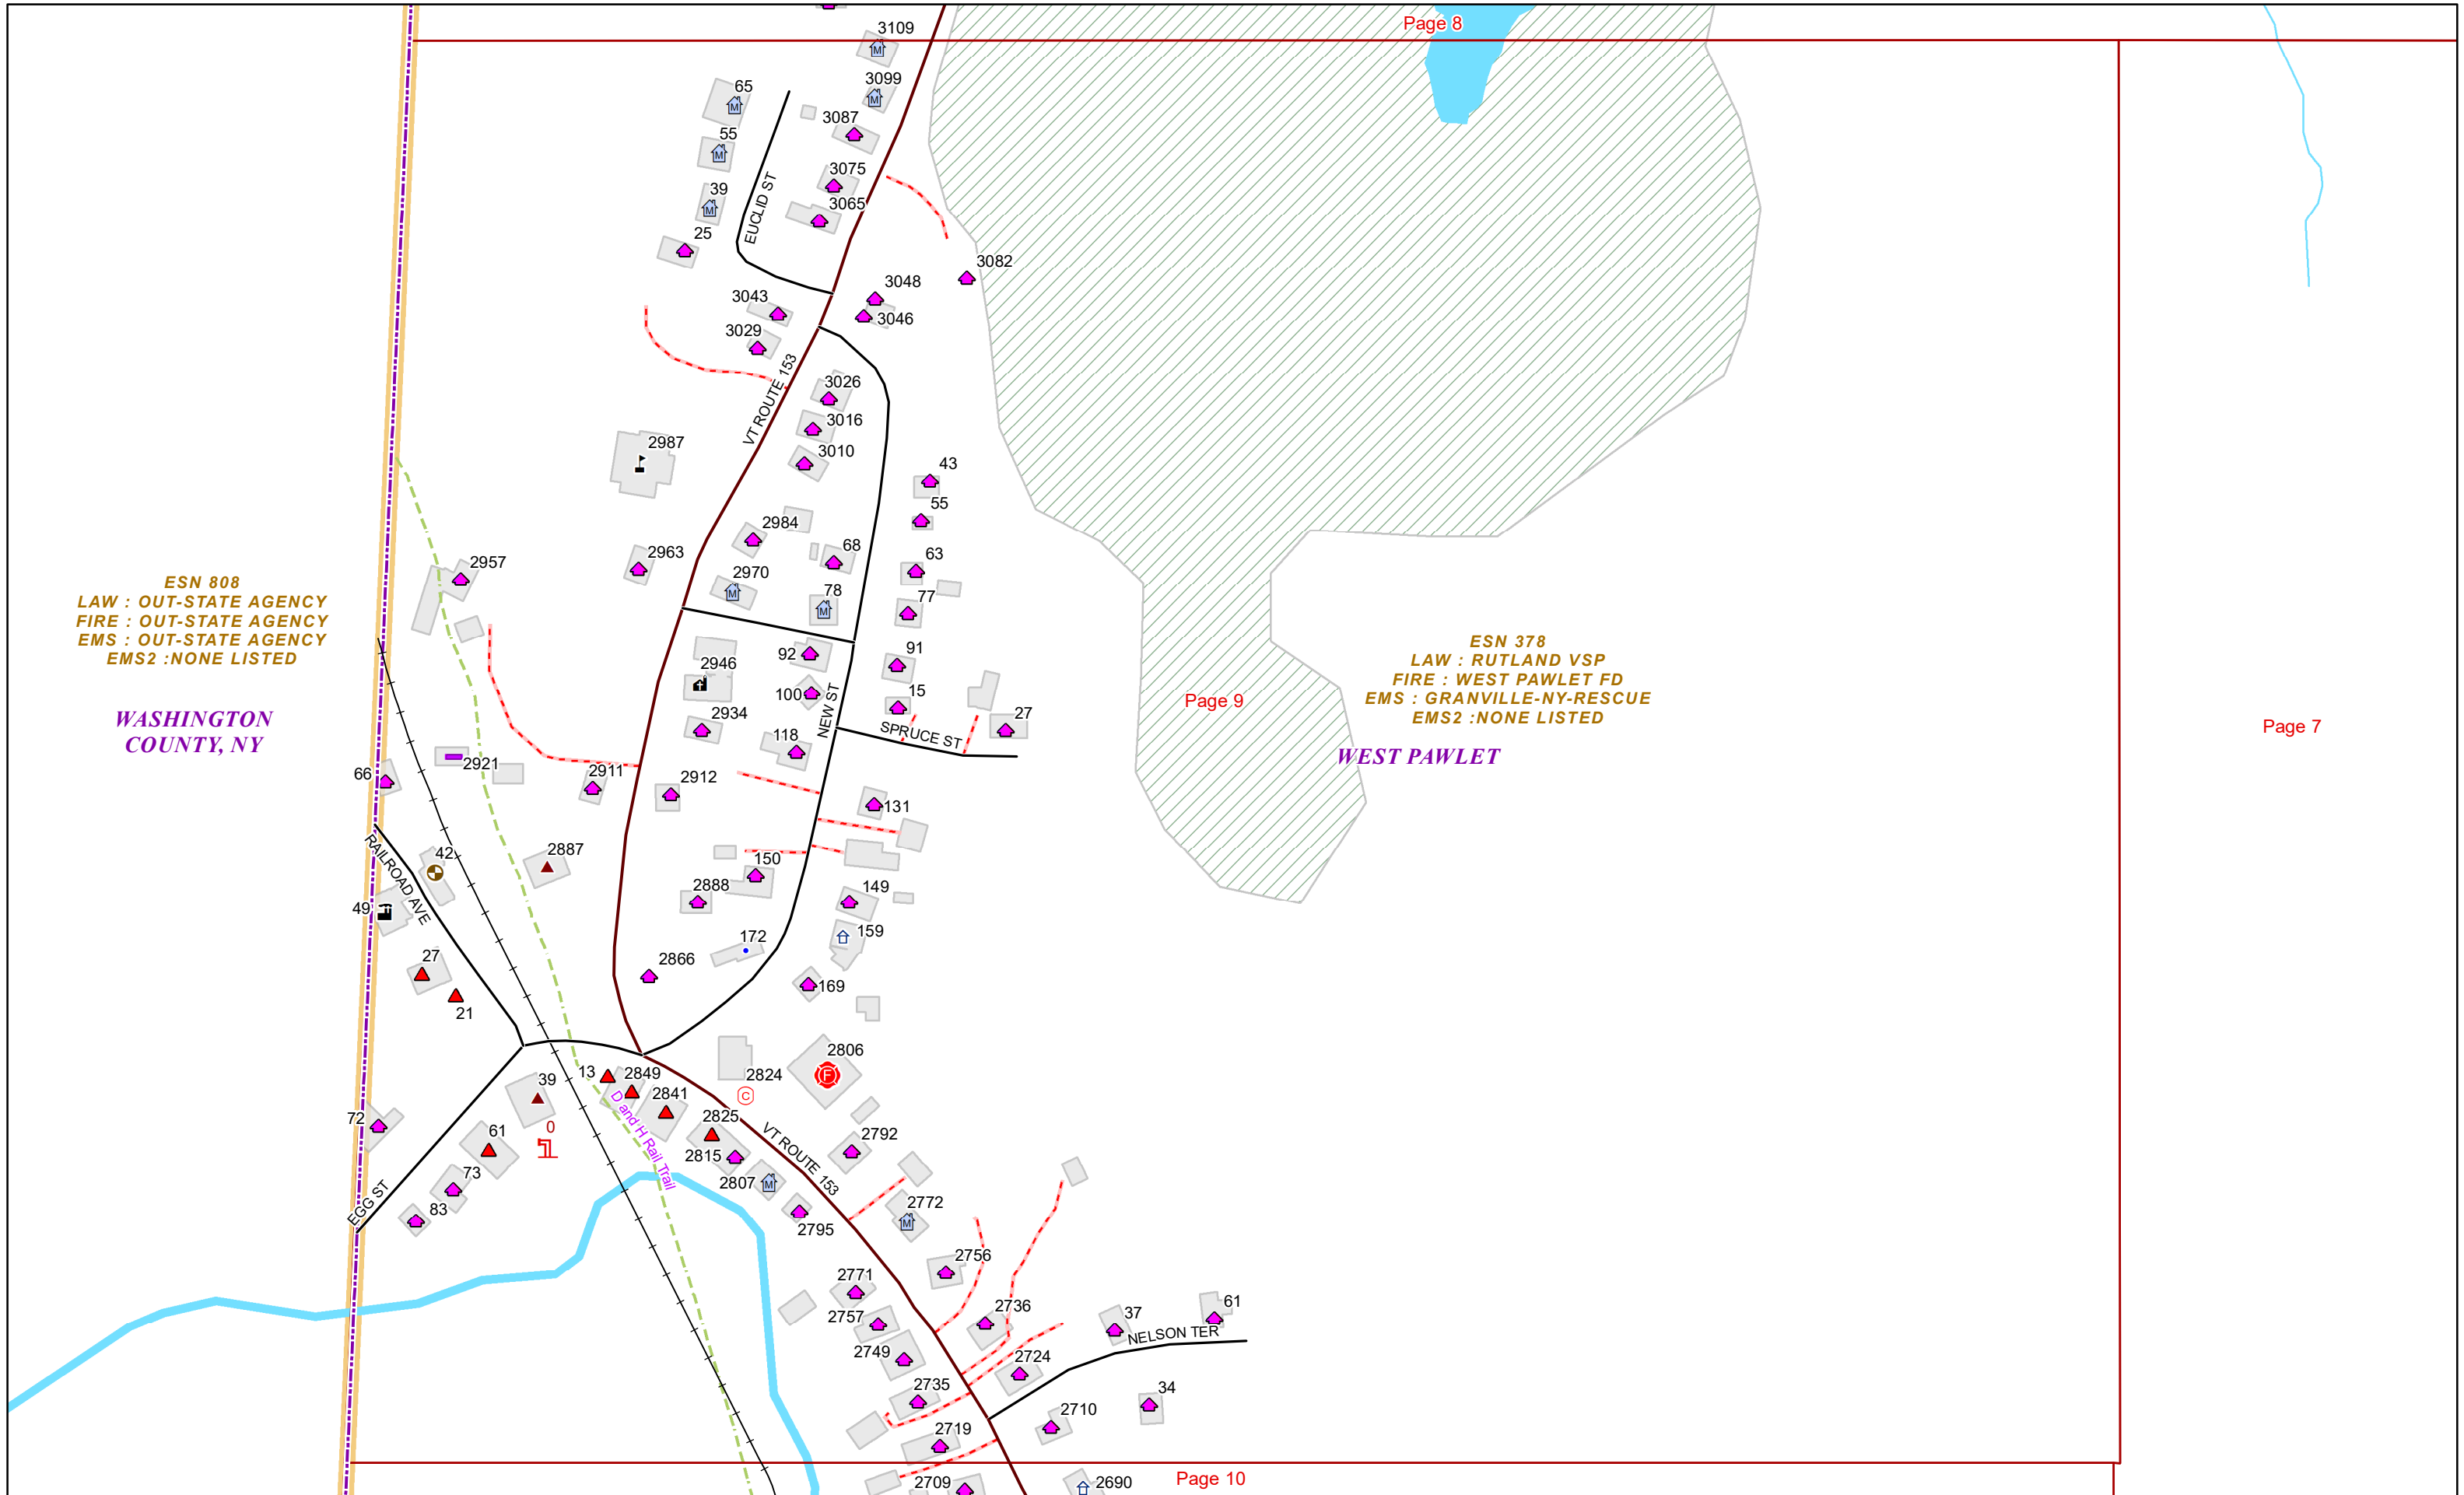 Page 8
3109
3099
65
3087
55
3075
39
3065
EUCLID ST
25
3082
3048
3043
3046
3029
VT ROUTE 153
3026
3016
2987
3010
43
55
2984
68
2963
63
2957
2970
78
77
ESN 808
LAW : OUT-STATE AGENCY
FIRE : OUT-STATE AGENCY
EMS : OUT-STATE AGENCY
EMS2 :NONE LISTED
ESN 378
LAW : RUTLAND VSP
FIRE : WEST PAWLET FD
EMS : GRANVILLE-NY-RESCUE
EMS2 :NONE LISTED
92
91
2946
100
15
NEW ST
Page 9
WASHINGTON
COUNTY, NY
2934
27
118
SPRUCE ST
Page 7
WEST PAWLET
2921
66
2911
2912
131
RAILROAD AVE
42
2887
150
2888
149
49
159
172
27
2866
169
21
2806
13
2849
2824
39
2841
M
F
C
D and H Rail Trail
72
0
61
2825
VT ROUTE 153
2792
2815
73
2807
2772
EGG ST
83
2795
2756
2771
2736
61
2757
37
NELSON TER
2749
2724
2735
34
2710
2719
Page 10
2709
2690